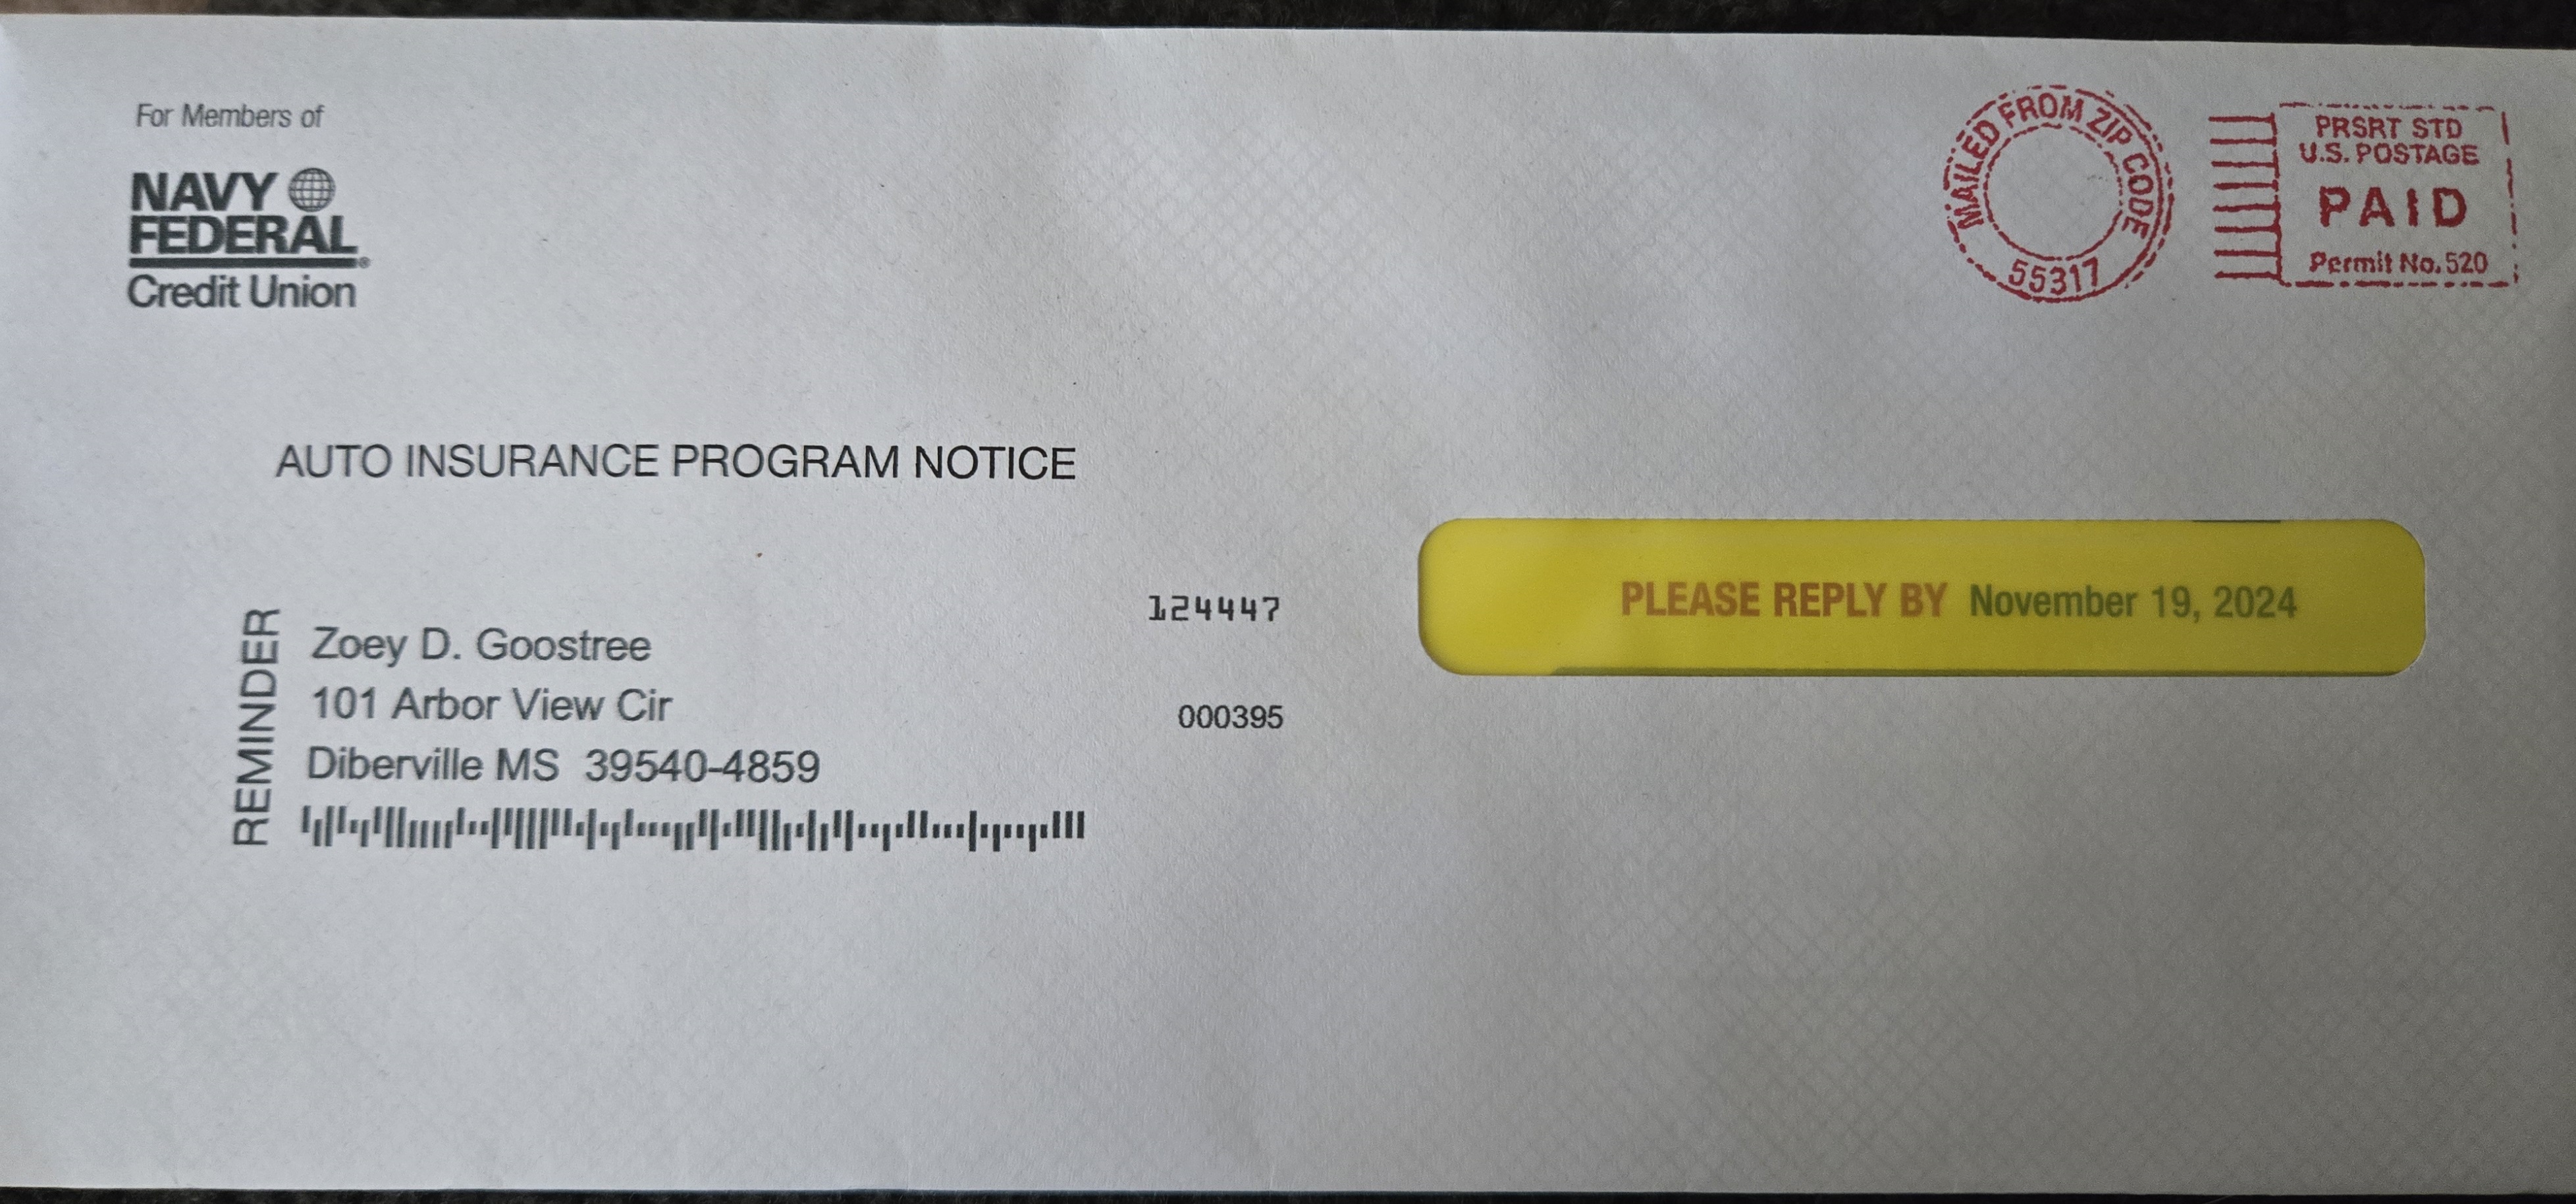 For Members of
NAVY
FEDERAL®
Credit Union
MAILED FROM ZIP CODE
55317
PRSRT STD
U.S. POSTAGE
PAID
Permit No. 520
AUTO INSURANCE PROGRAM NOTICE
PLEASE REPLY BY November 19, 2024
REMINDER
124447
Zoey D. Goostree
101 Arbor View Cir
000395
Diberville MS 39540-4859